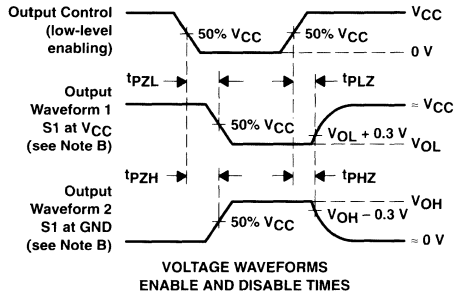 Output Control
(low-level
enabling)
50% VCC
50% VCC
VCC
0 V
tPZL
tPLZ
Output
Waveform 1
S1 at VCC
(see Note B)
50% VCC
≈ VCC
VOL + 0.3 V
VOL
tPZH
tPHZ
Output
Waveform 2
S1 at GND
(see Note B)
50% VCC
VOH
VOH − 0.3 V
≈ 0 V
VOLTAGE WAVEFORMS
ENABLE AND DISABLE TIMES